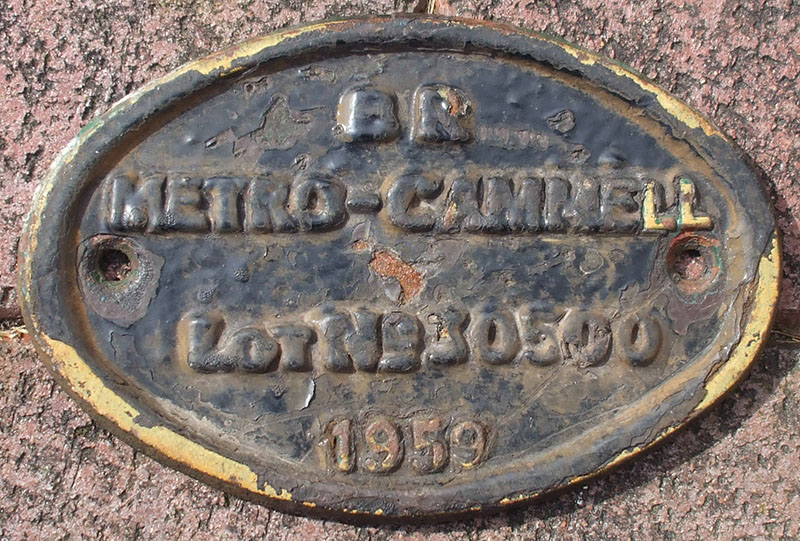 BR
METRO-CAMMELL
LOT No 30500
1959